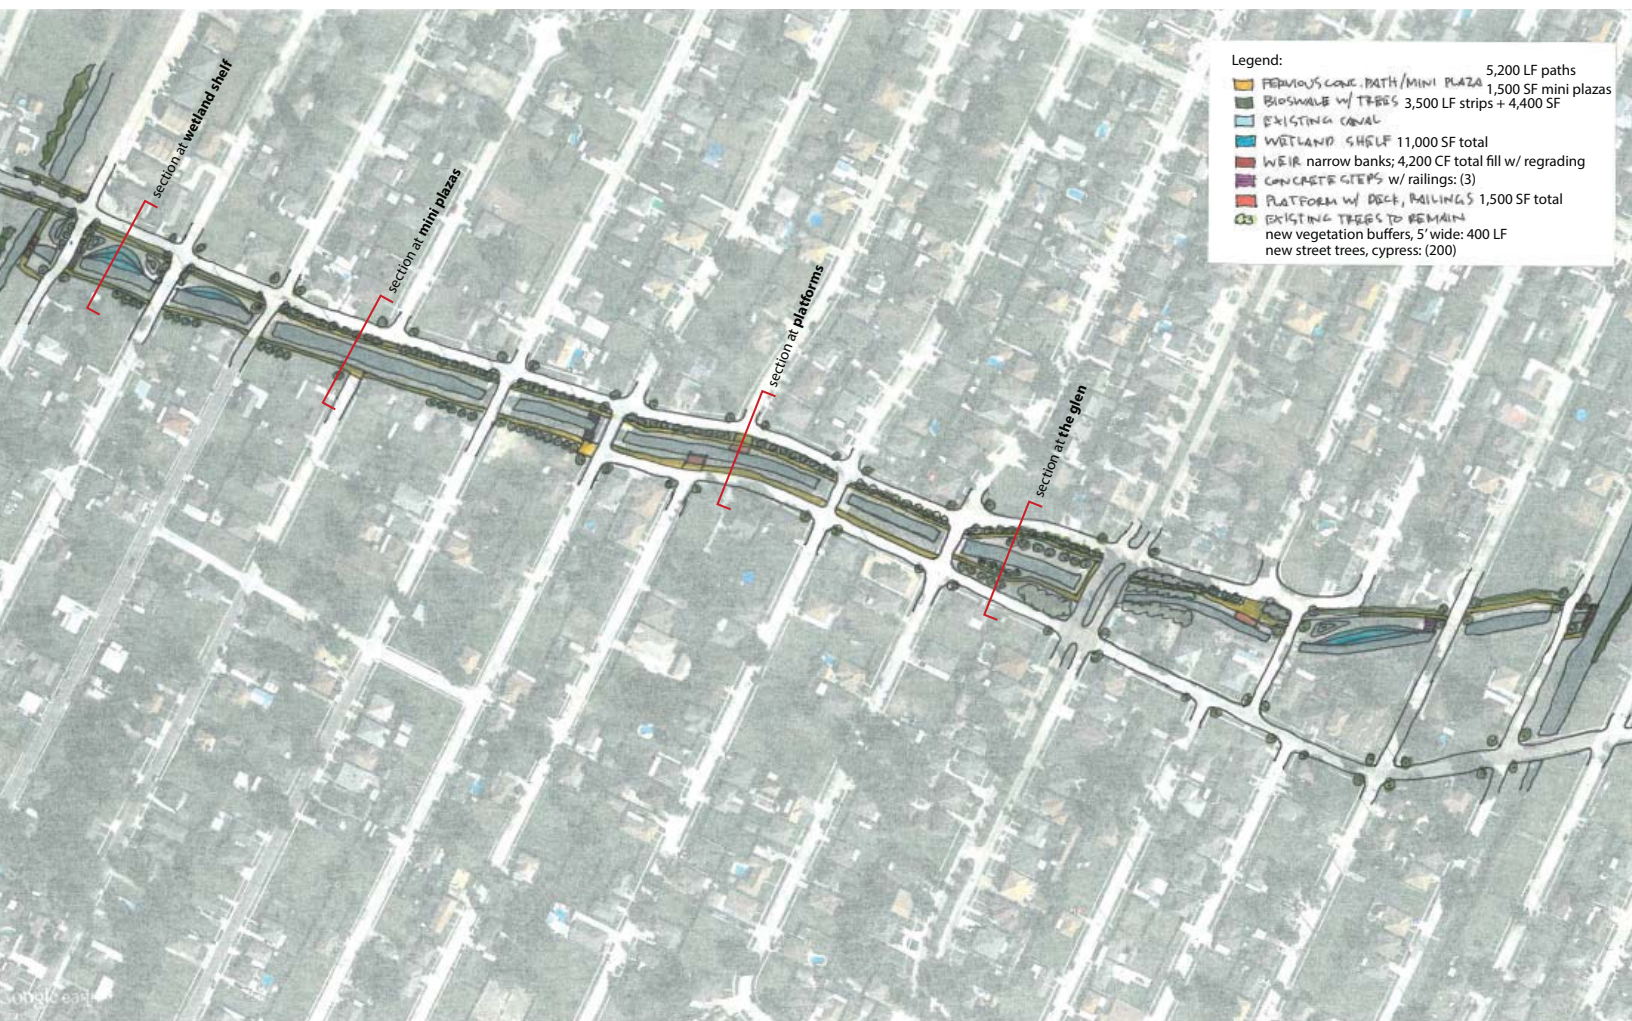 Legend:
5,200 LF paths
PERVIOUS CONC. PATH/MINI PLAZA 1,500 SF mini plazas
BIOSWALE W/ TREES 3,500 LF strips + 4,400 SF
EXISTING CANAL
WETLAND SHELF 11,000 SF total
WEIR narrow banks; 4,200 CF total fill w/ regrading
CONCRETE STEPS w/ railings: (3)
PLATFORM W/ DECK, RAILINGS 1,500 SF total
EXISTING TREES TO REMAIN
new vegetation buffers, 5' wide: 400 LF
new street trees, cypress: (200)
section at wetland shelf
section at mini plazas
section at platforms
section at the glen
Google earth